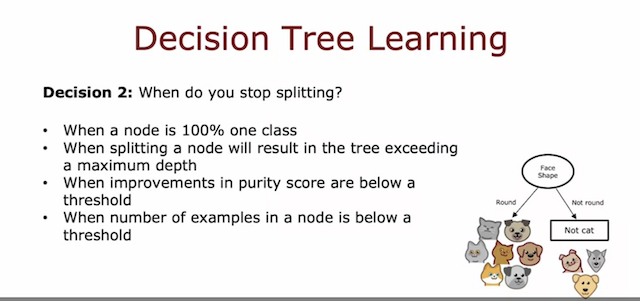 Decision Tree Learning
Decision 2: When do you stop splitting?
• When a node is 100% one class
• When splitting a node will result in the tree exceeding
a maximum depth
• When improvements in purity score are below a
threshold
• When number of examples in a node is below a
threshold
Face
Shape
Round
Not round
Not cat